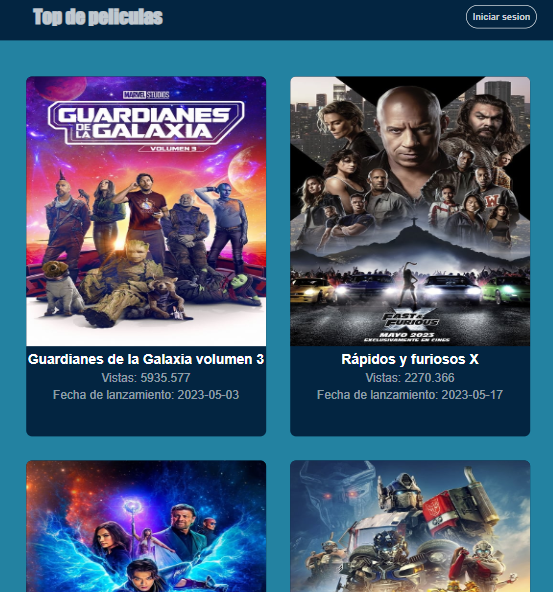 Top de peliculas
Iniciar sesion
MARVEL STUDIOS
GUARDIANES
DE LA GALAXIA
VOLUMEN 3
FAST & FURIOUS
MAYO 2023
EXCLUSIVAMENTE EN CINES
Guardianes de la Galaxia volumen 3
Vistas: 5935.577
Fecha de lanzamiento: 2023-05-03
Rápidos y furiosos X
Vistas: 2270.366
Fecha de lanzamiento: 2023-05-17